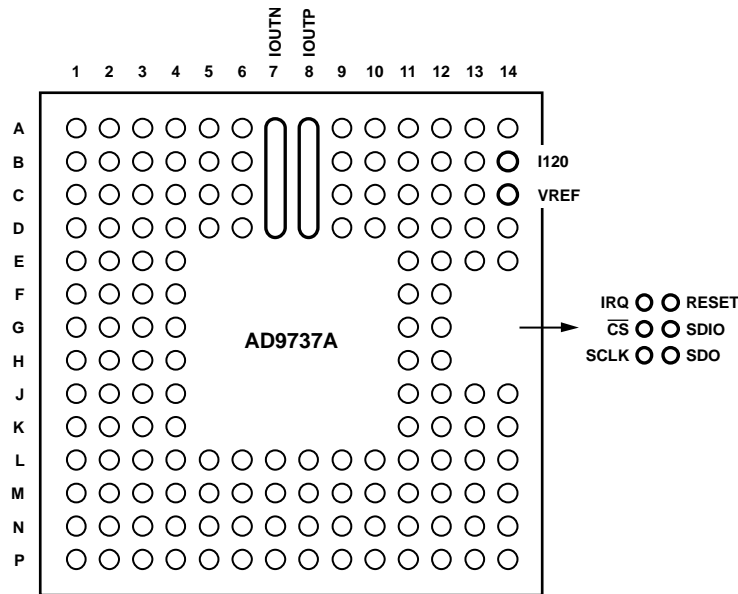 IOUTN
IOUTP
1 2 3 4 5 6 7 8 9 10 11 12 13 14
A
B I120
C VREF
D
E
F IRQ RESET
G AD9737A CS SDIO
H SCLK SDO
J
K
L
M
N
P